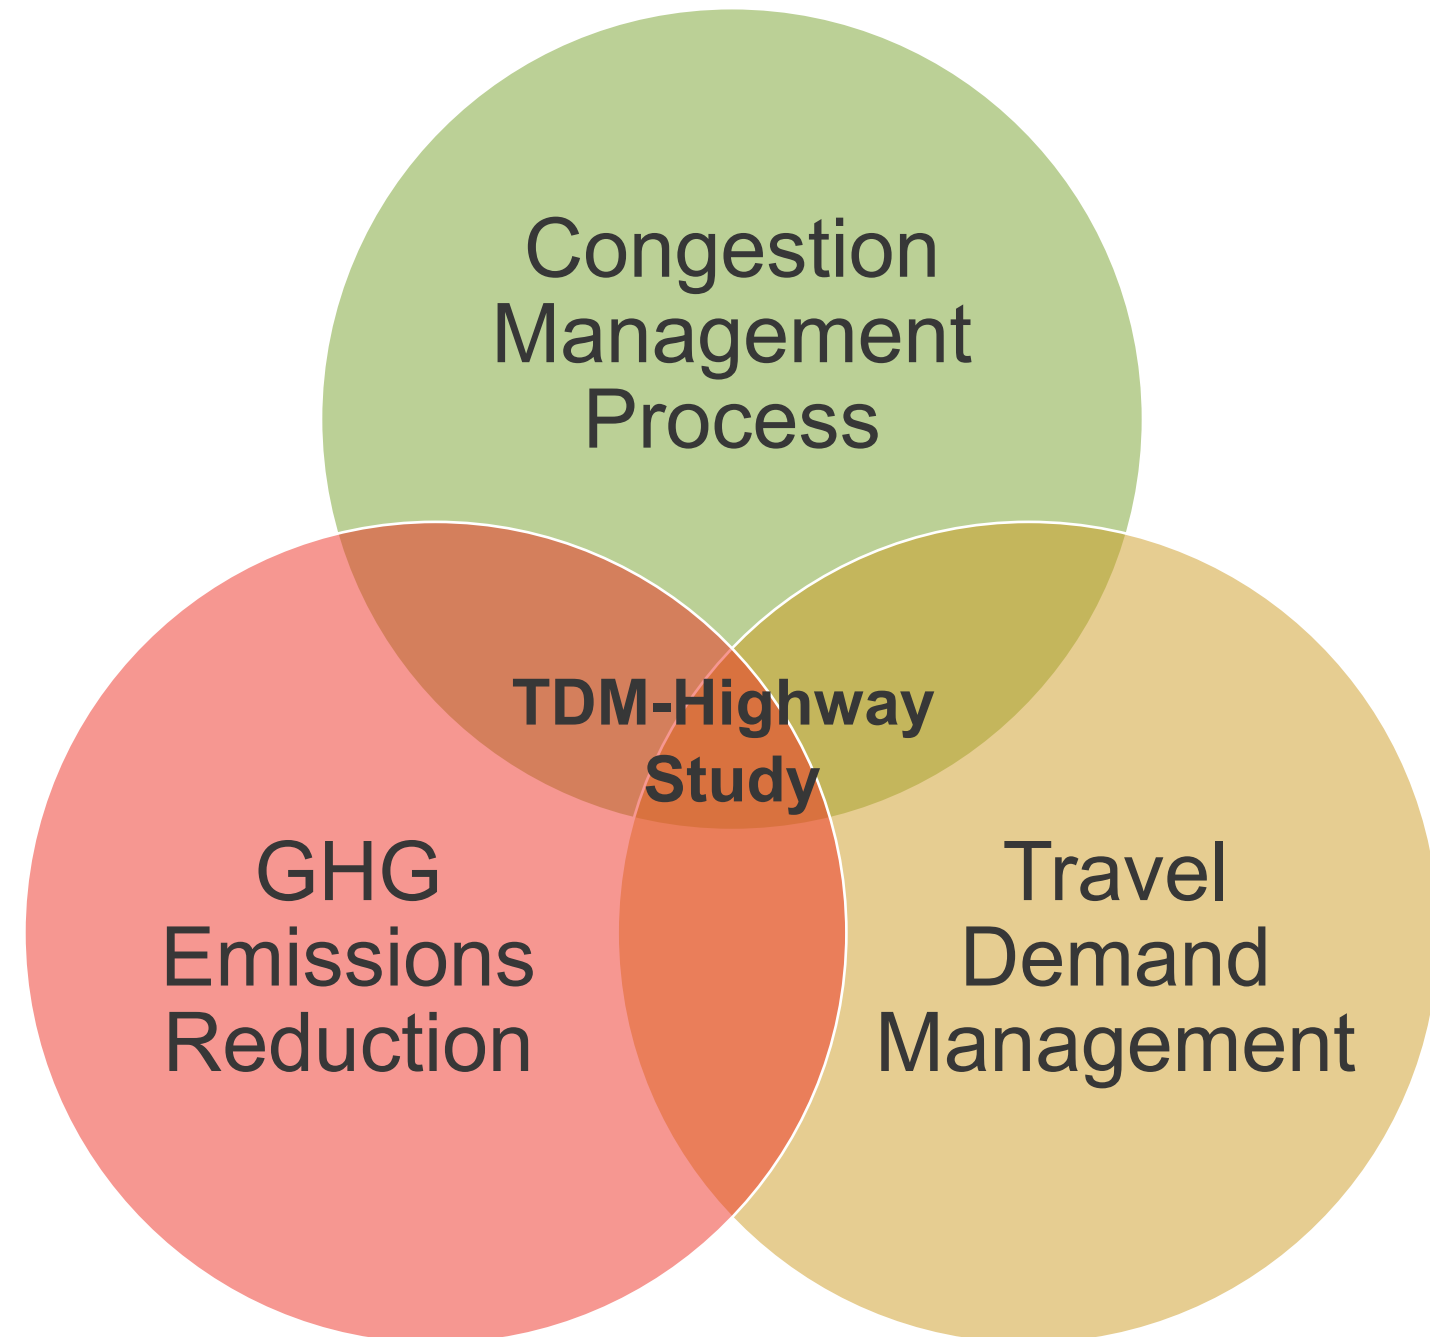 Congestion
Management
Process
TDM-Highway
Study
GHG
Emissions
Reduction
Travel
Demand
Management